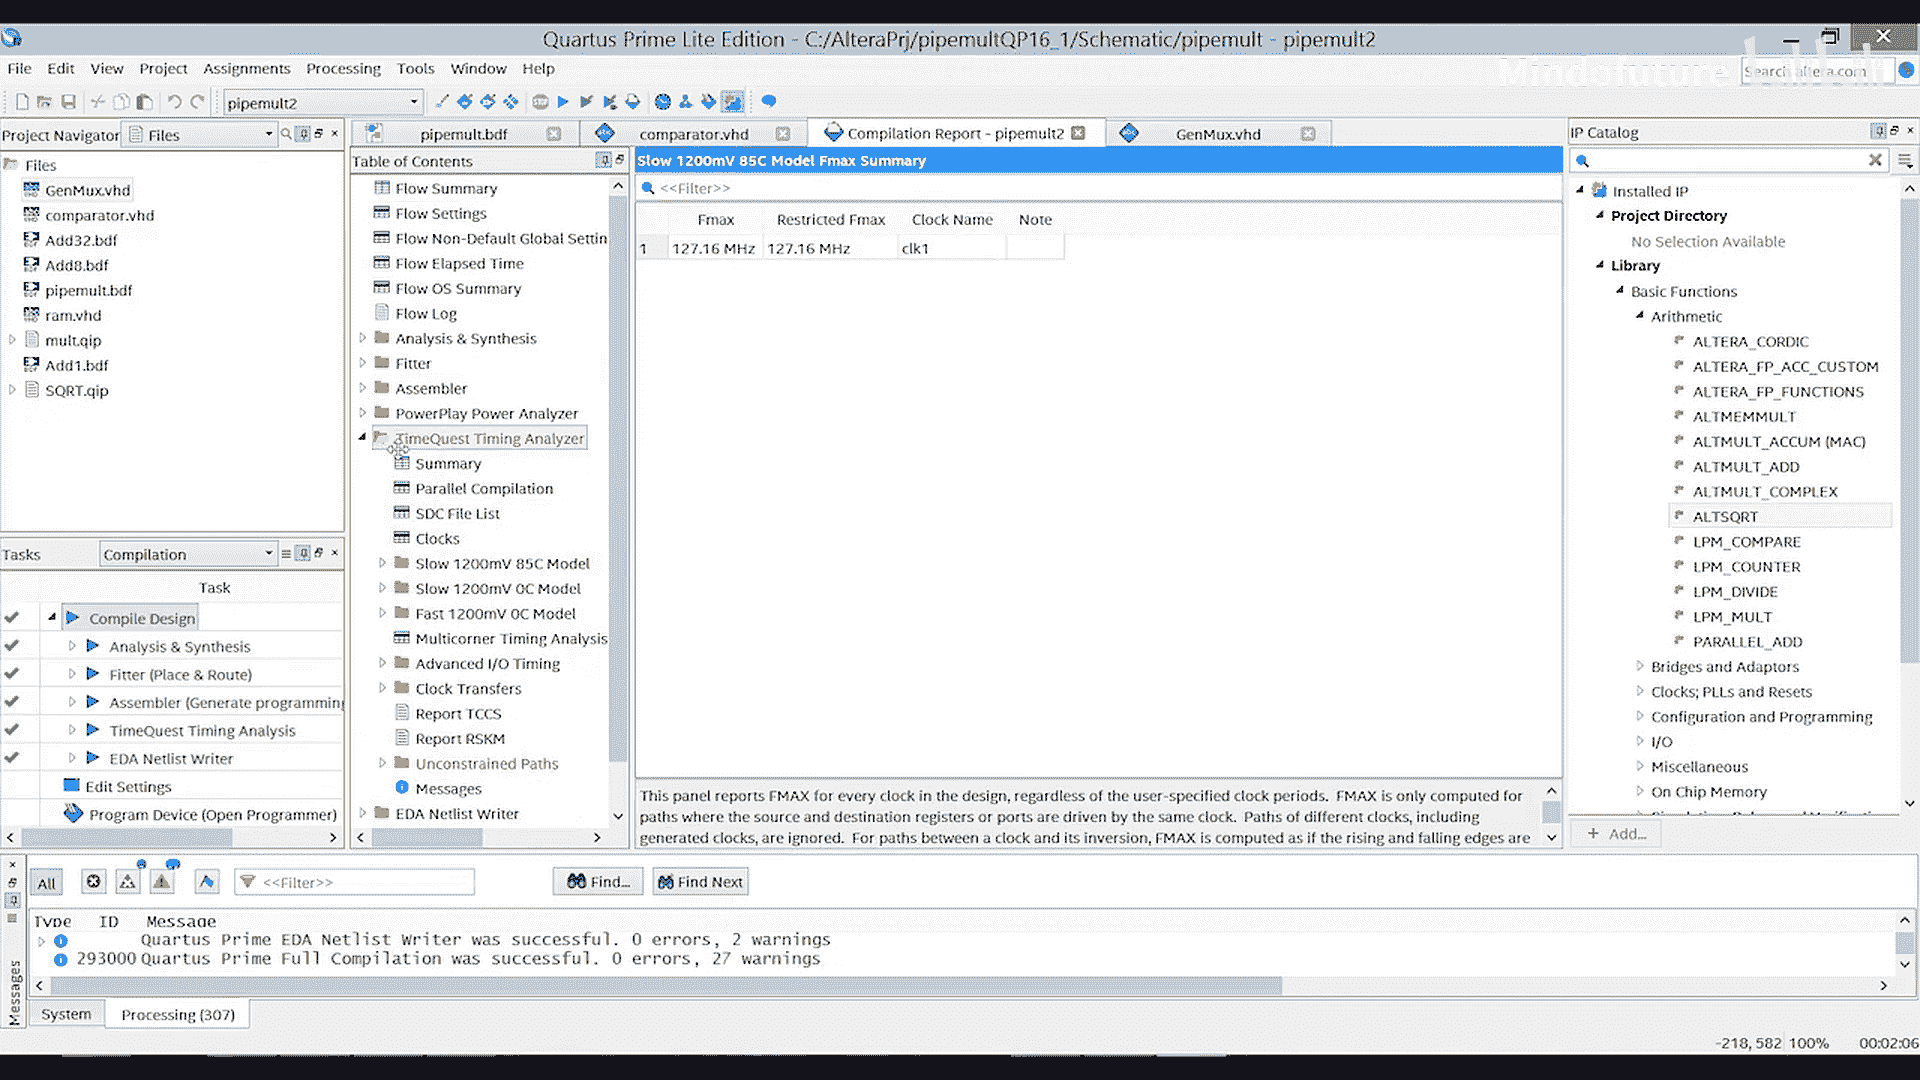 Quartus Prime Lite Edition - C:/AlteraPrj/pipemultQP16_1/Schematic/pipemult - pipemult2
File Edit View Project Assignments Processing Tools Window Help
Mindofuture
Search altera.com
pipemult2
Project Navigator Files
Files
GenMux.vhd
comparator.vhd
Add32.bdf
Add8.bdf
pipemult.bdf
ram.vhd
mult.qip
Add1.bdf
SQRT.qip
Tasks Compilation
Task
Compile Design
Analysis & Synthesis
Fitter (Place & Route)
Assembler (Generate programming
TimeQuest Timing Analysis
EDA Netlist Writer
Edit Settings
Program Device (Open Programmer)
pipemult.bdf comparator.vhd Compilation Report - pipemult2 GenMux.vhd
Table of Contents
Flow Summary
Flow Settings
Flow Non-Default Global Settin
Flow Elapsed Time
Flow OS Summary
Flow Log
Analysis & Synthesis
Fitter
Assembler
PowerPlay Power Analyzer
TimeQuest Timing Analyzer
Summary
Parallel Compilation
SDC File List
Clocks
Slow 1200mV 85C Model
Slow 1200mV 0C Model
Fast 1200mV 0C Model
Multicorner Timing Analysis
Advanced I/O Timing
Clock Transfers
Report TCCS
Report RSKM
Unconstrained Paths
Messages
EDA Netlist Writer
Slow 1200mV 85C Model Fmax Summary
<<Filter>>
Fmax Restricted Fmax Clock Name Note
1 127.16 MHz 127.16 MHz clk1
This panel reports FMAX for every clock in the design, regardless of the user-specified clock periods. FMAX is only computed for
paths where the source and destination registers or ports are driven by the same clock. Paths of different clocks, including
generated clocks, are ignored. For paths between a clock and its inversion, FMAX is computed as if the rising and falling edges are
IP Catalog
Installed IP
Project Directory
No Selection Available
Library
Basic Functions
Arithmetic
ALTERA_CORDIC
ALTERA_FP_ACC_CUSTOM
ALTERA_FP_FUNCTIONS
ALTMEMMULT
ALTMULT_ACCUM (MAC)
ALTMULT_ADD
ALTMULT_COMPLEX
ALTSQRT
LPM_COMPARE
LPM_COUNTER
LPM_DIVIDE
LPM_MULT
PARALLEL_ADD
Bridges and Adaptors
Clocks; PLLs and Resets
Configuration and Programming
I/O
Miscellaneous
On Chip Memory
+ Add...
All <<Filter>> Find... Find Next
Type ID Message
Quartus Prime EDA Netlist Writer was successful. 0 errors, 2 warnings
293000 Quartus Prime Full Compilation was successful. 0 errors, 27 warnings
Messages
System Processing (307)
-218, 582 100% 00:02:06